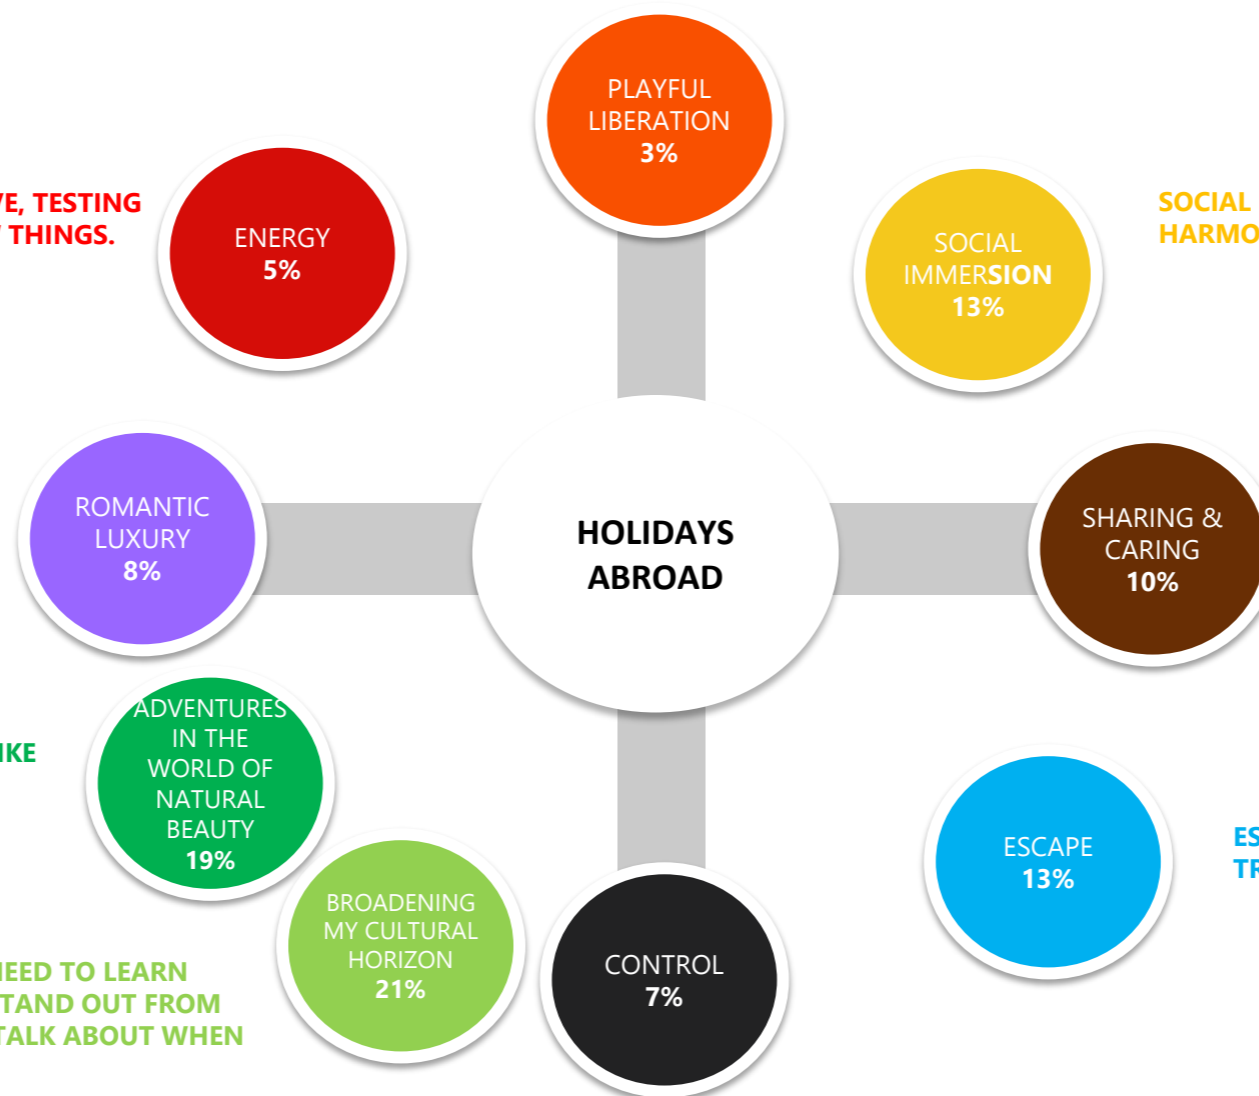 PLAYFUL
LIBERATION
3%
VE, TESTING
THINGS.
ENERGY
5%
SOCIAL
IMMERSION
13%
SOCIAL
HARMO
ROMANTIC
LUXURY
8%
HOLIDAYS
ABROAD
SHARING &
CARING
10%
ADVENTURES
IN THE
WORLD OF
NATURAL
BEAUTY
19%
IKE
ESCAPE
13%
ES
TR
BROADENING
MY CULTURAL
HORIZON
21%
CONTROL
7%
NEED TO LEARN
TAND OUT FROM
TALK ABOUT WHEN